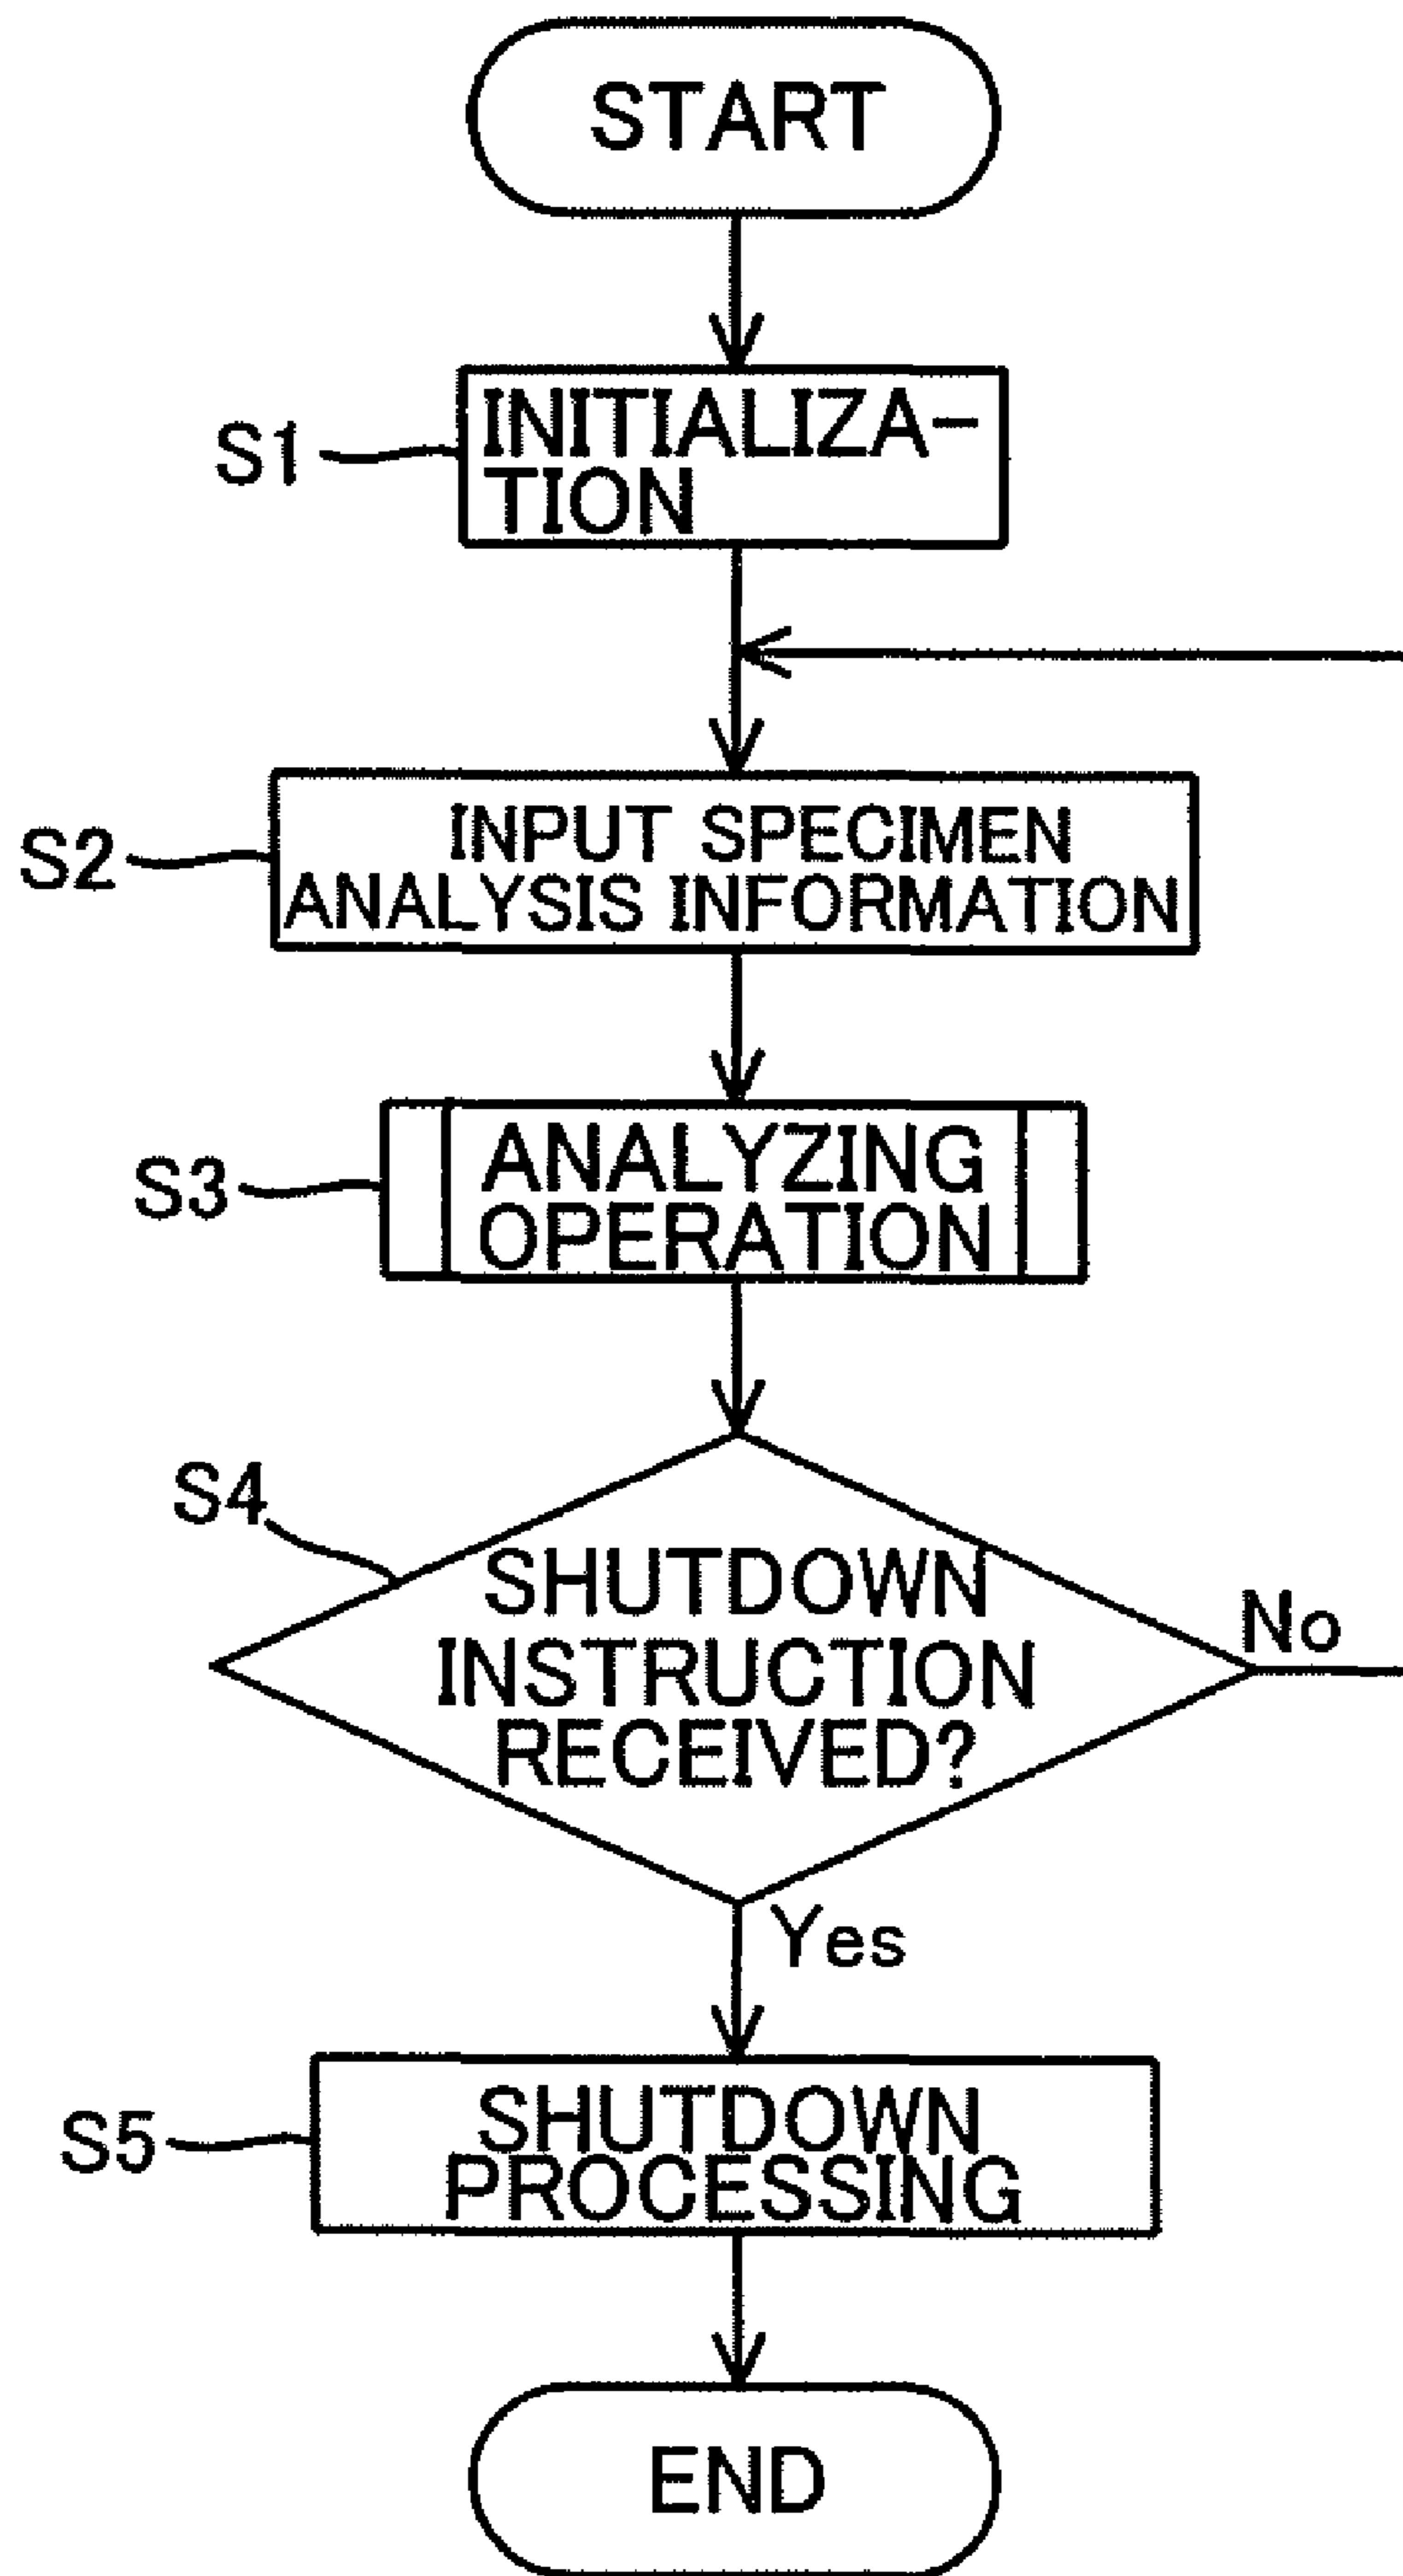 START
S1
INITIALIZA-
TION
S2
INPUT SPECIMEN
ANALYSIS INFORMATION
S3
ANALYZING
OPERATION
S4
SHUTDOWN
INSTRUCTION
RECEIVED?
No
Yes
S5
SHUTDOWN
PROCESSING
END